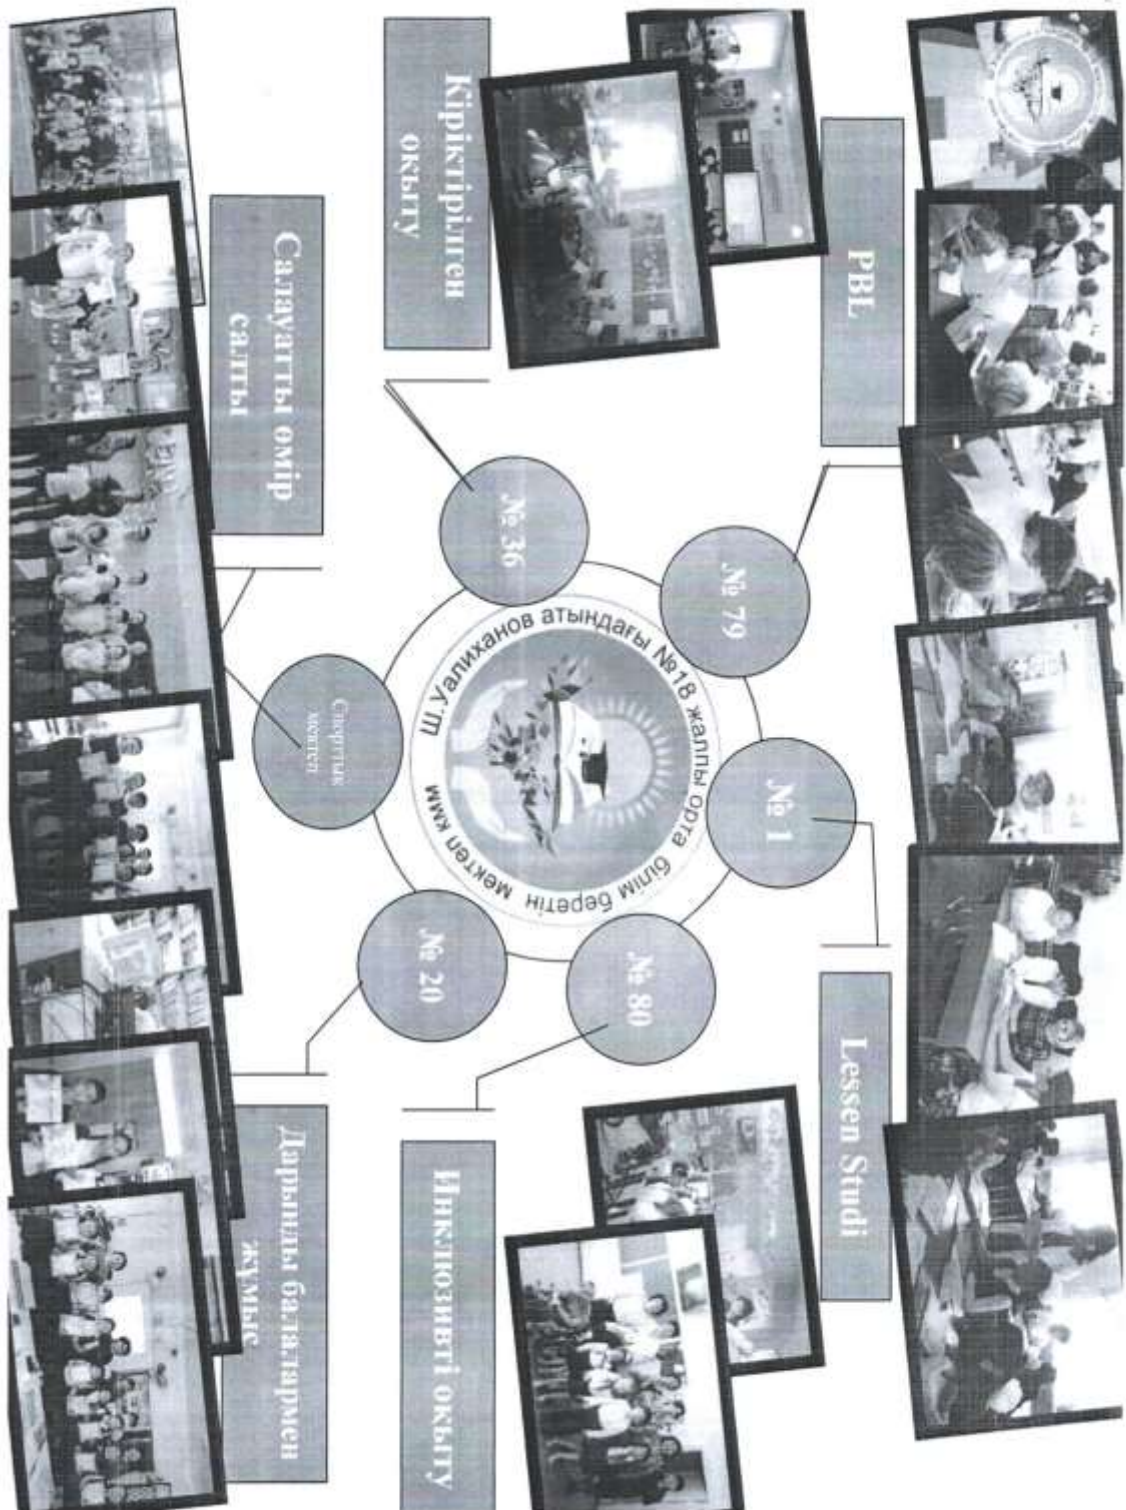 PBL
Lessen Studi
№ 1
№ 79
№ 80
Ш.Уалиханов атындағы №18 жалпы орта білім беретін мектеп КММ
№ 36
№ 20
Кіріктірілген
оқыту
Инклюзивті оқыту
Спорттық
мектеп
Салауатты өмір
салты
Дарынды балалармен
жұмыс